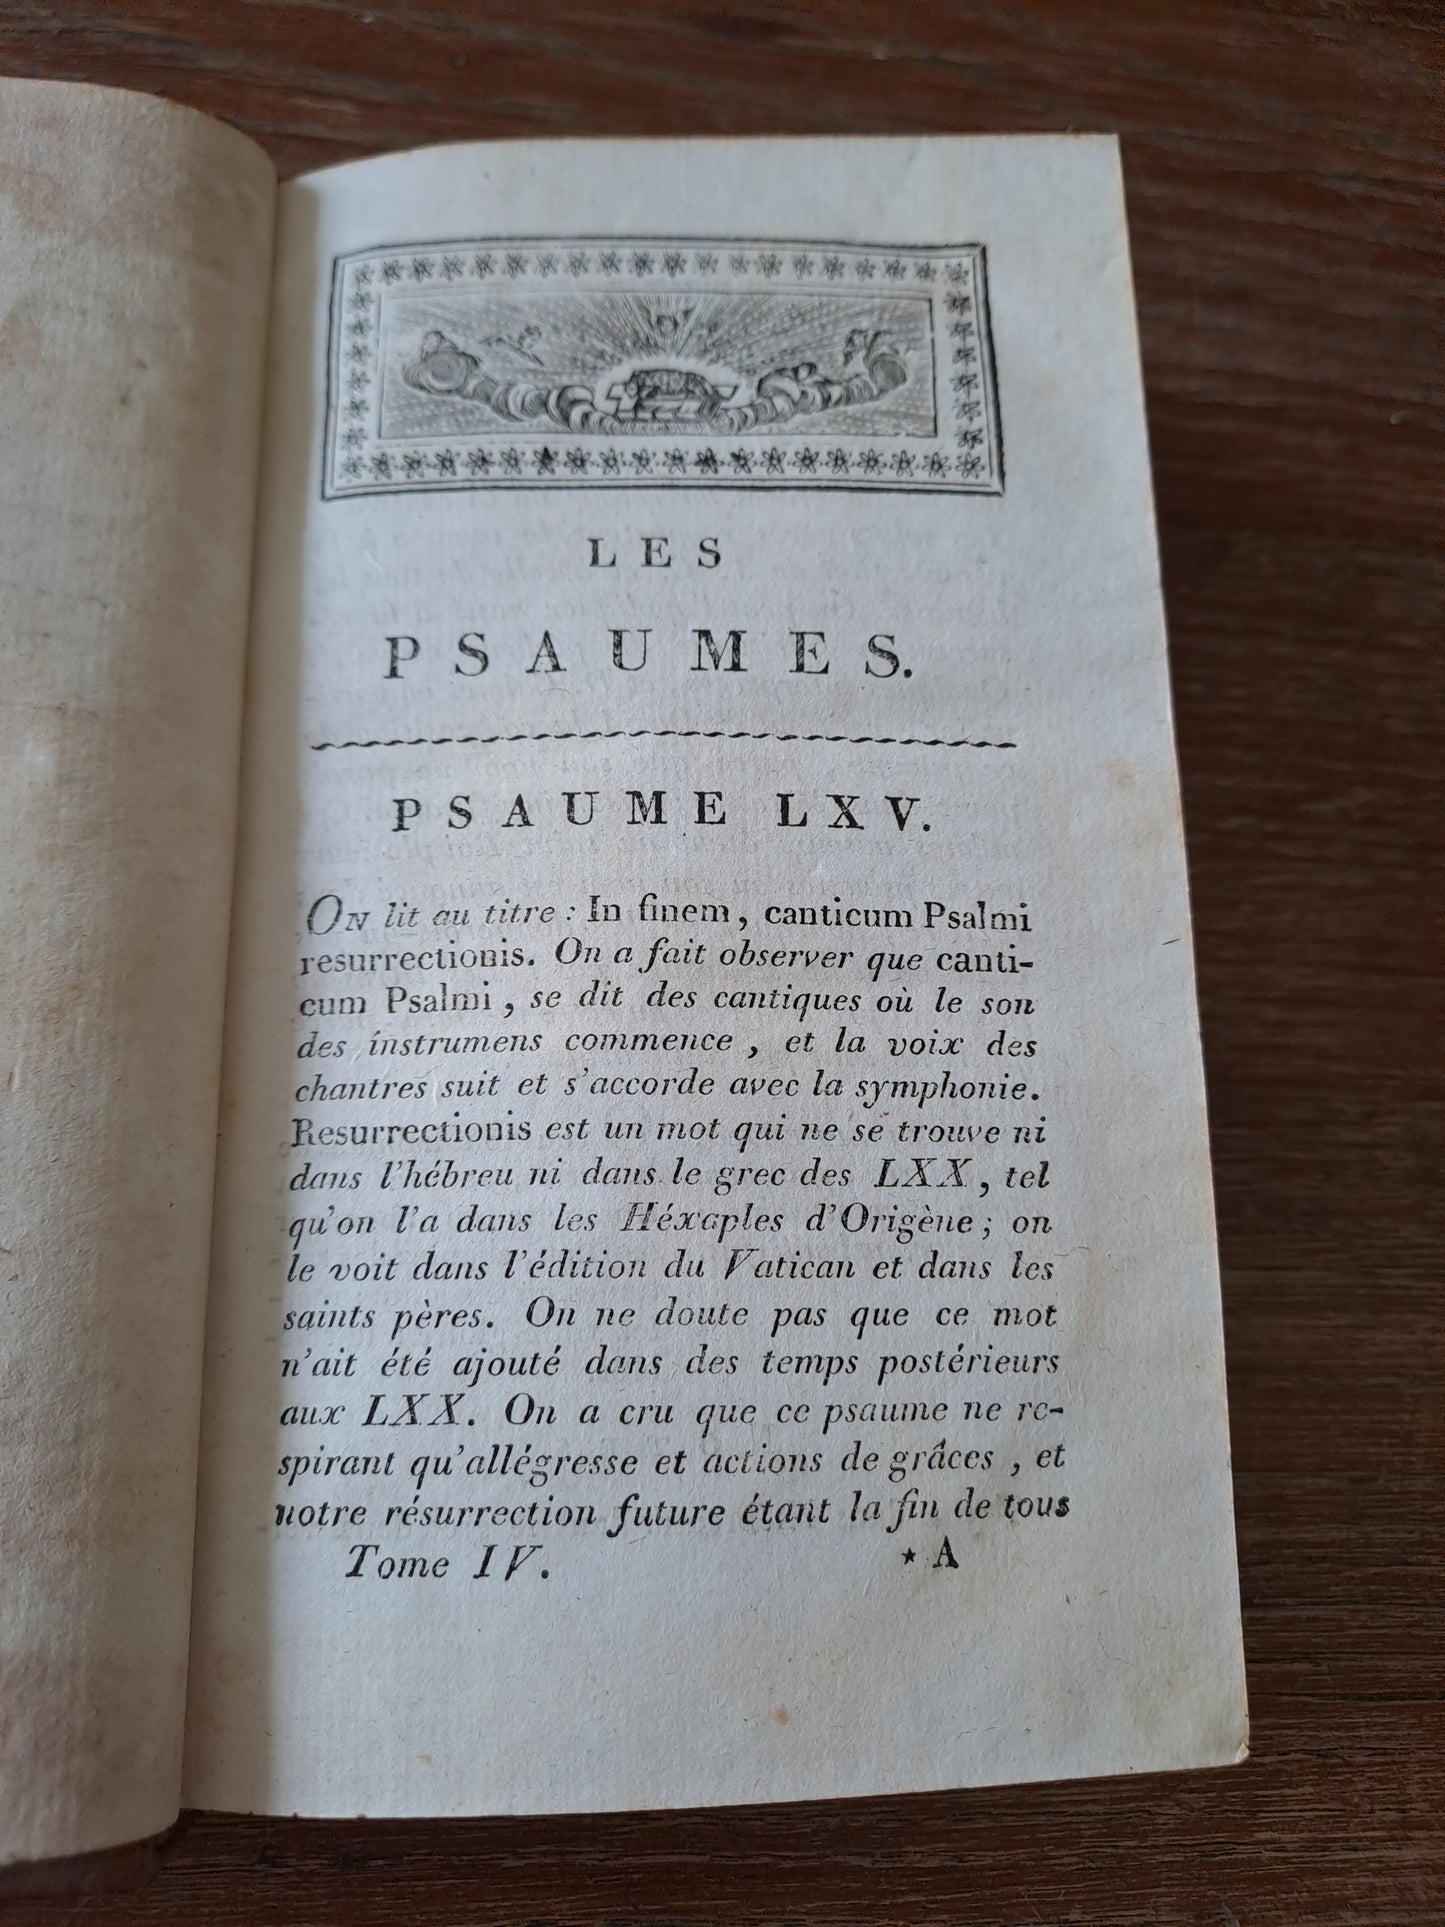 LES
PSAUMES.
PSAUME LXV.
ON lit au titre : In finem, canticum Psalmi
resurrectionis. On a fait observer que canti-
cum Psalmi, se dit des cantiques où le son
des instrumens commence, et la voix des
chantres suit et s'accorde avec la symphonie.
Resurrectionis est un mot qui ne se trouve ni
dans l'hébreu ni dans le grec des LXX, tel
qu'on l'a dans les Héxaples d'Origène; on
le voit dans l'édition du Vatican et dans les
saints pères. On ne doute pas que ce mot
n'ait été ajouté dans des temps postérieurs
aux LXX. On a cru que ce psaume ne re-
spirant qu'allégresse et actions de grâces, et
notre résurrection future étant la fin de tous
Tome IV. * A